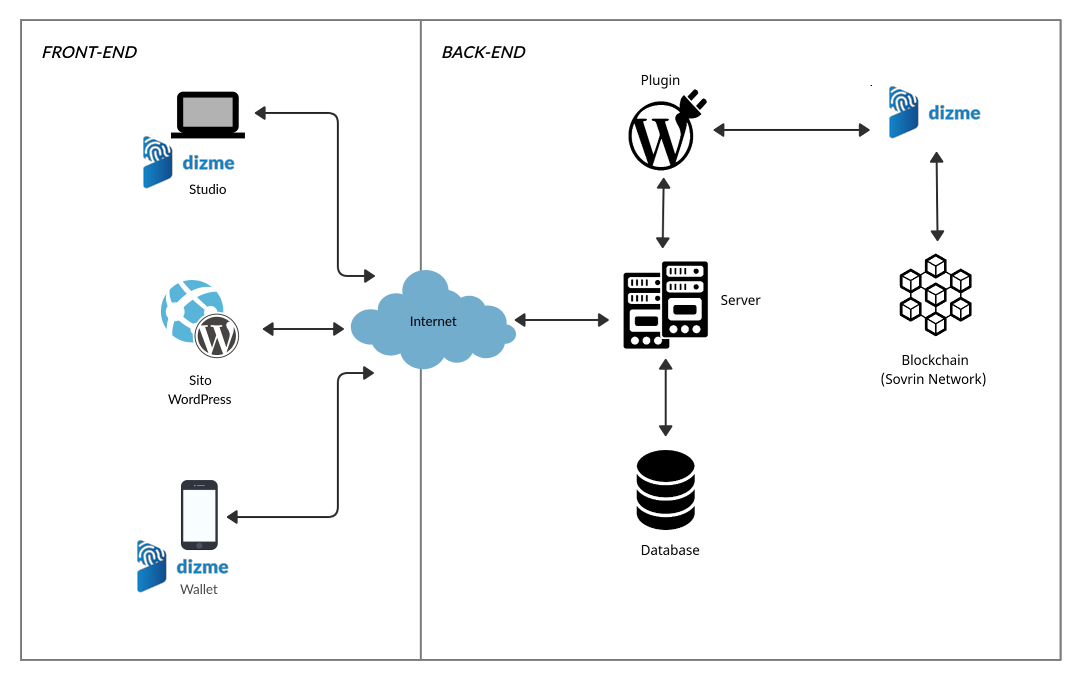 FRONT-END
BACK-END
dizme
Studio
Sito
WordPress
dizme
Wallet
Internet
Plugin
dizme
Server
Blockchain
(Sovrin Network)
Database